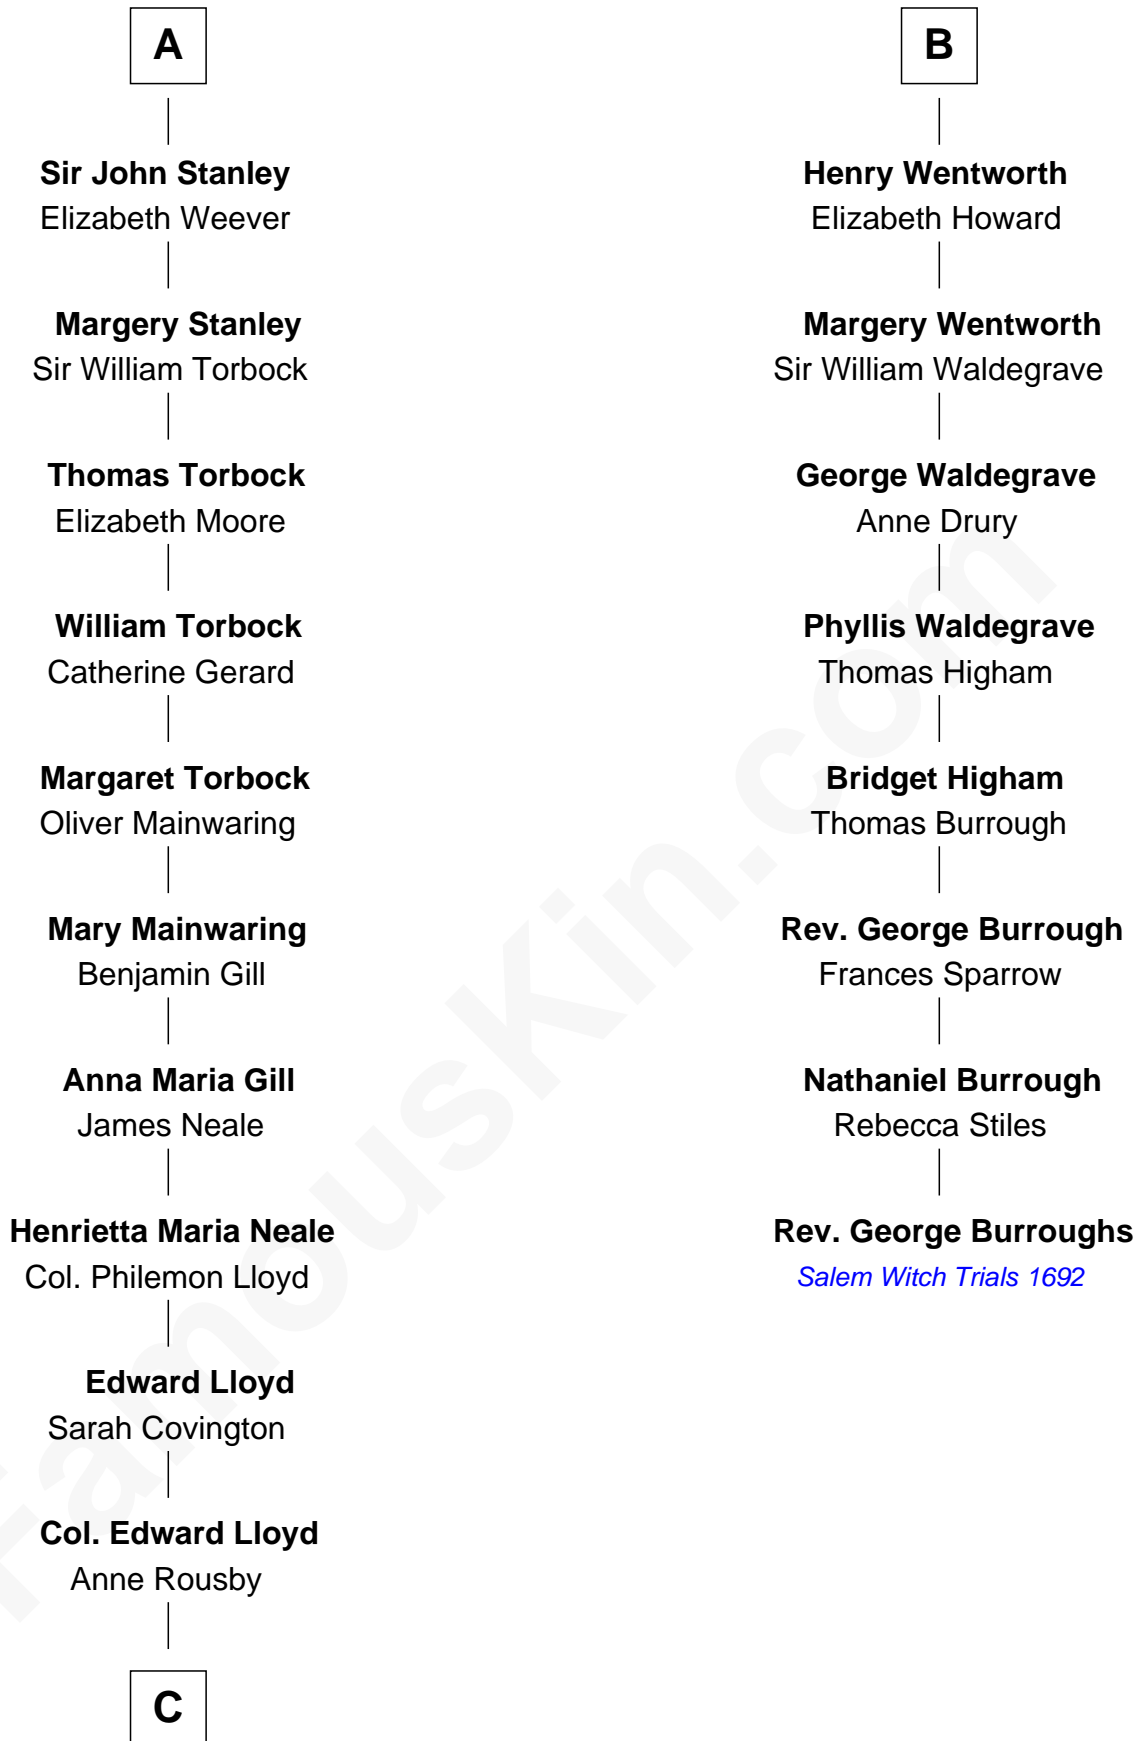 A
Sir John Stanley
Elizabeth Weever
Margery Stanley
Sir William Torbock
Thomas Torbock
Elizabeth Moore
William Torbock
Catherine Gerard
Margaret Torbock
Oliver Mainwaring
Mary Mainwaring
Benjamin Gill
Anna Maria Gill
James Neale
Henrietta Maria Neale
Col. Philemon Lloyd
Edward Lloyd
Sarah Covington
Col. Edward Lloyd
Anne Rousby
C
B
Henry Wentworth
Elizabeth Howard
Margery Wentworth
Sir William Waldegrave
George Waldegrave
Anne Drury
Phyllis Waldegrave
Thomas Higham
Bridget Higham
Thomas Burrough
Rev. George Burrough
Frances Sparrow
Nathaniel Burrough
Rebecca Stiles
Rev. George Burroughs
Salem Witch Trials 1692
FamousKin.com